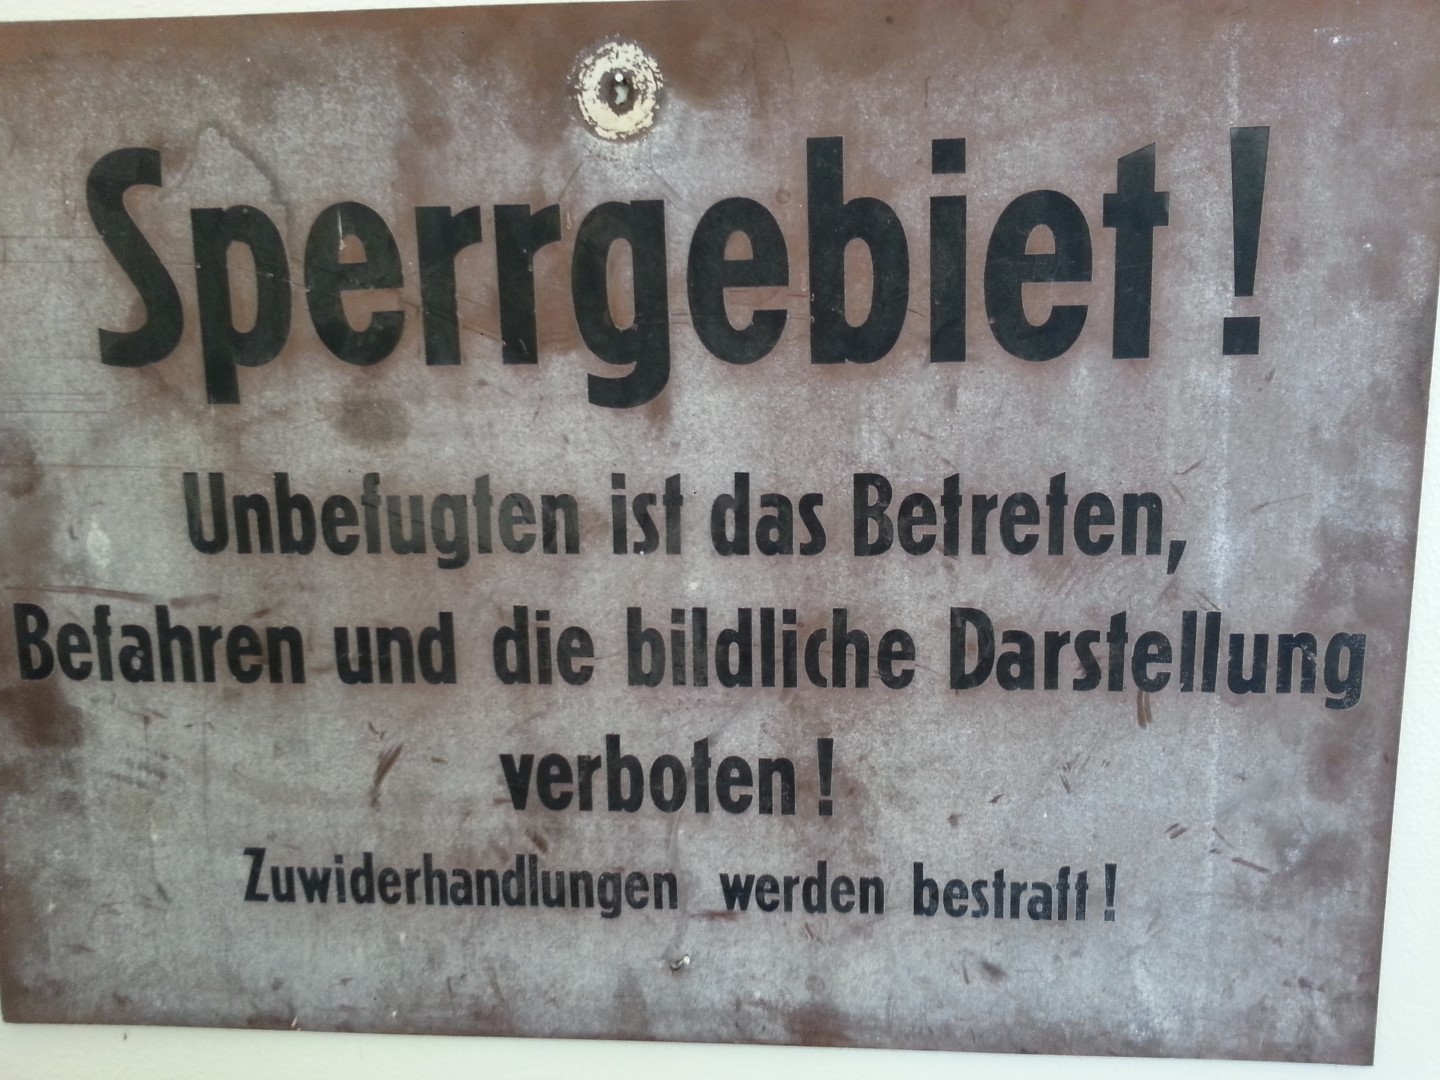 Sperrgebiet!
Unbefugten ist das Betreten,
Befahren und die bildliche Darstellung
verboten!
Zuwiderhandlungen werden bestraft!